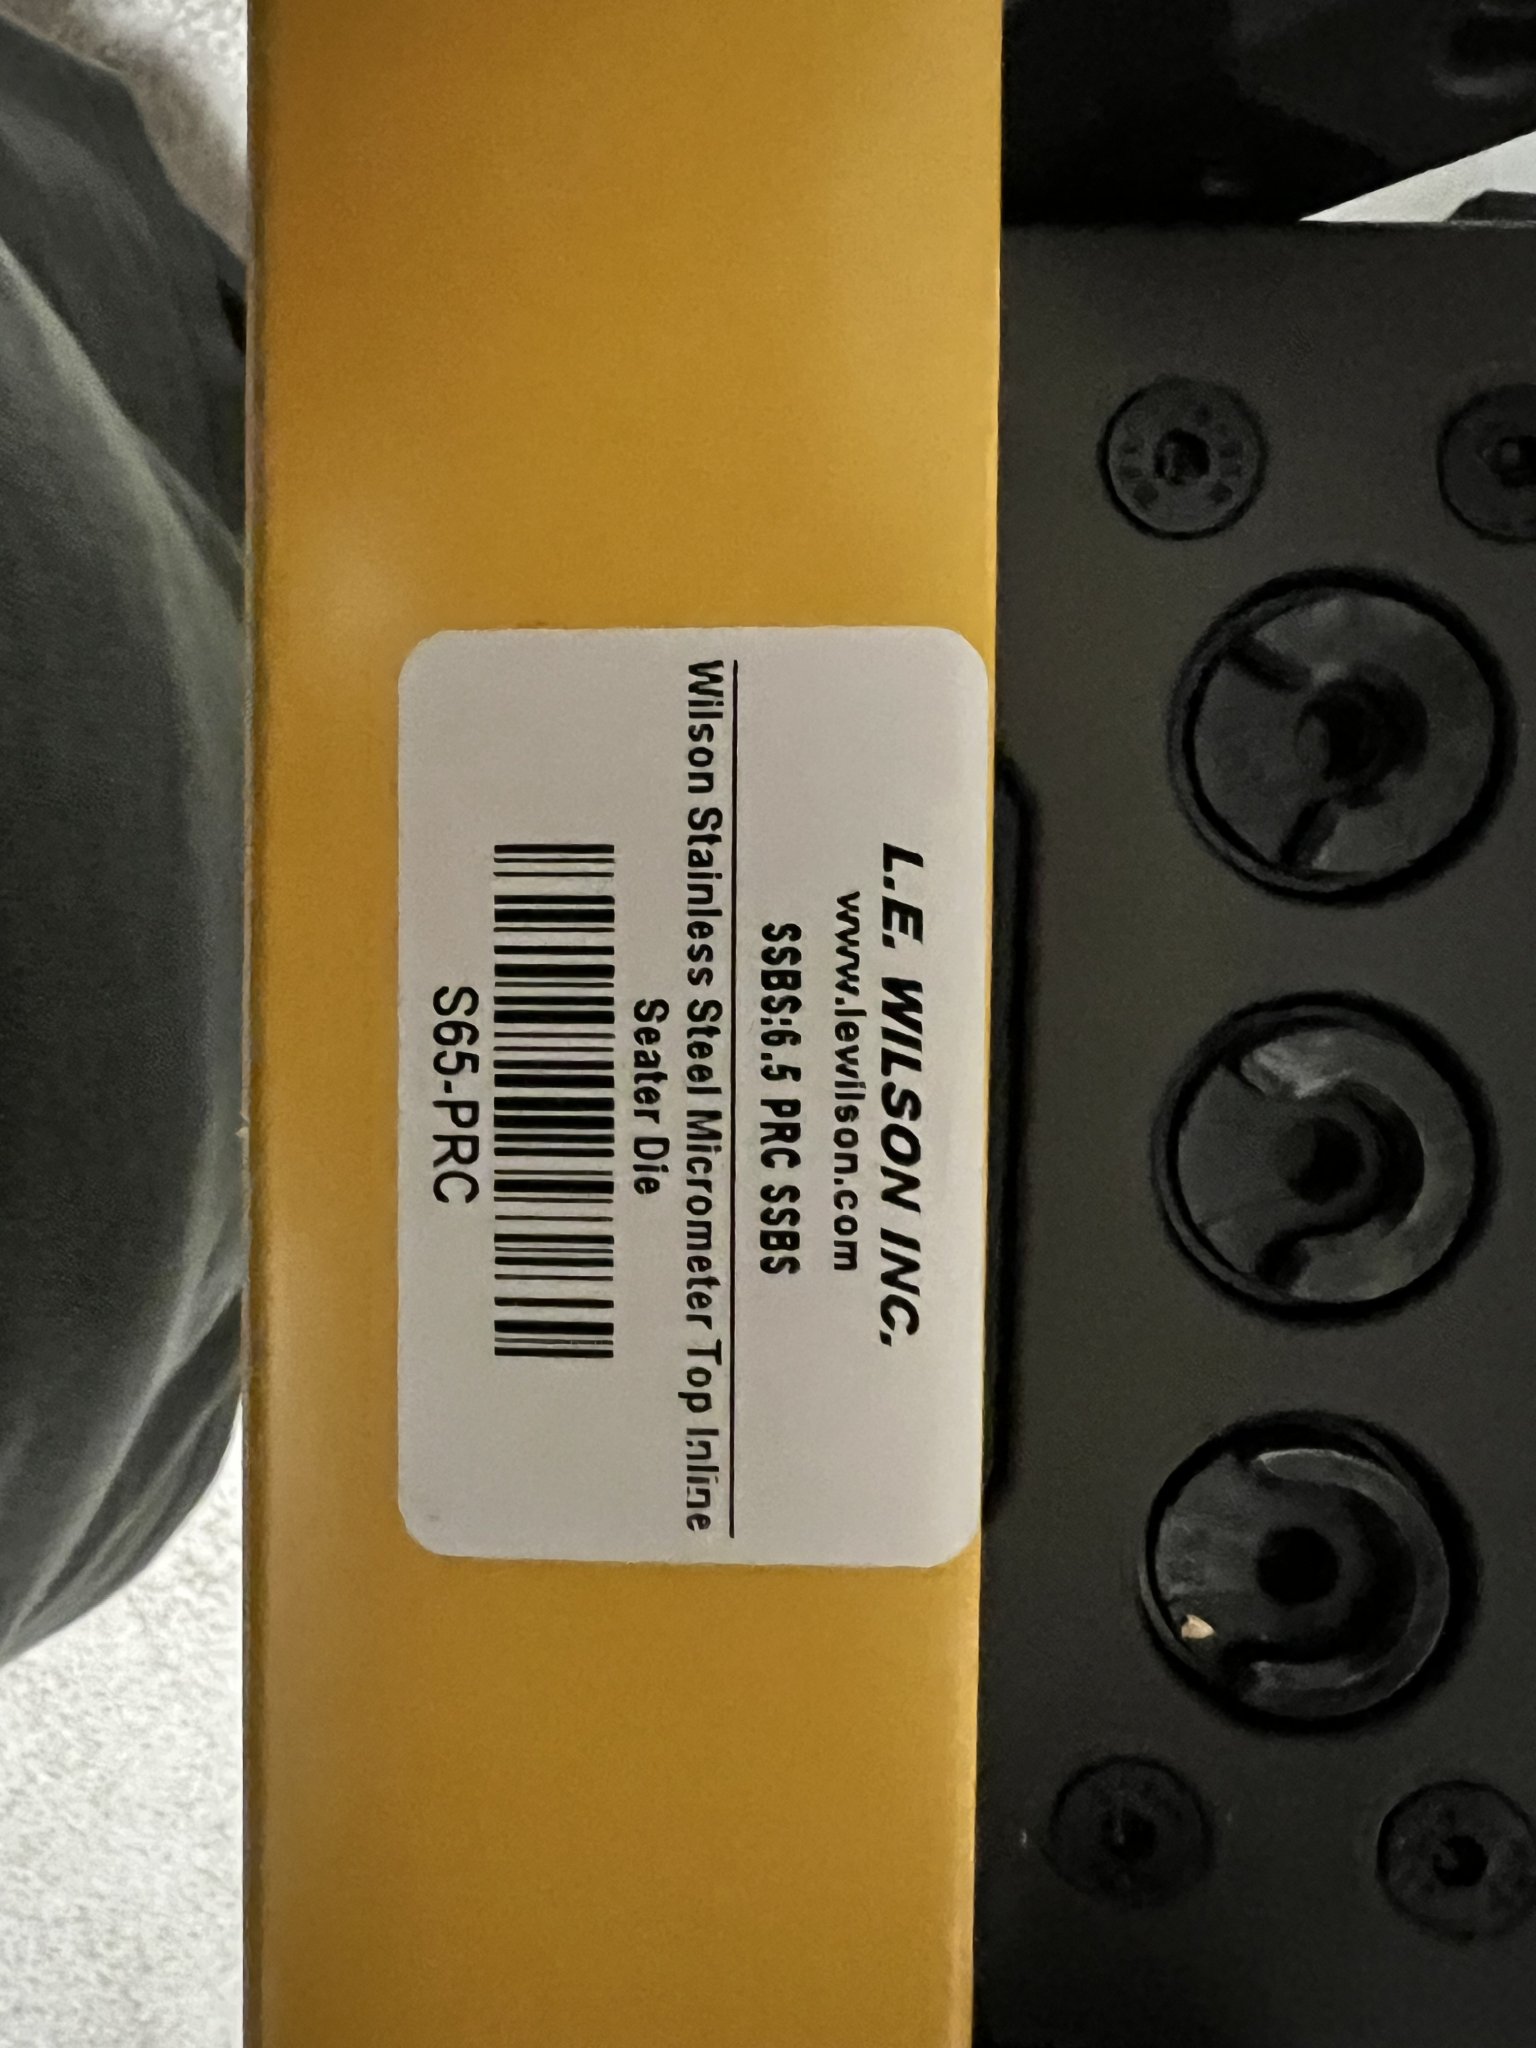 L.E. WILSON INC.
www.lewilson.com
SSBS:6.5 PRC SSBS
Wilson Stainless Steel Micrometer Top Inline
Seater Die
S65-PRC